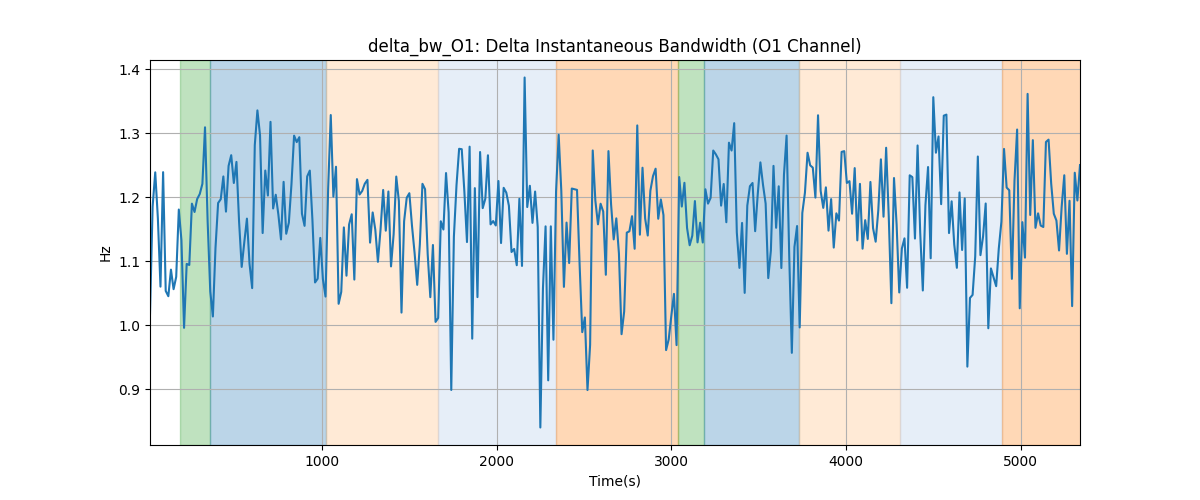 delta_bw_O1: Delta Instantaneous Bandwidth (O1 Channel)
1.4
1.3
1.2
1.1
1.0
0.9
Hz
1000 2000 3000 4000 5000
Time(s)